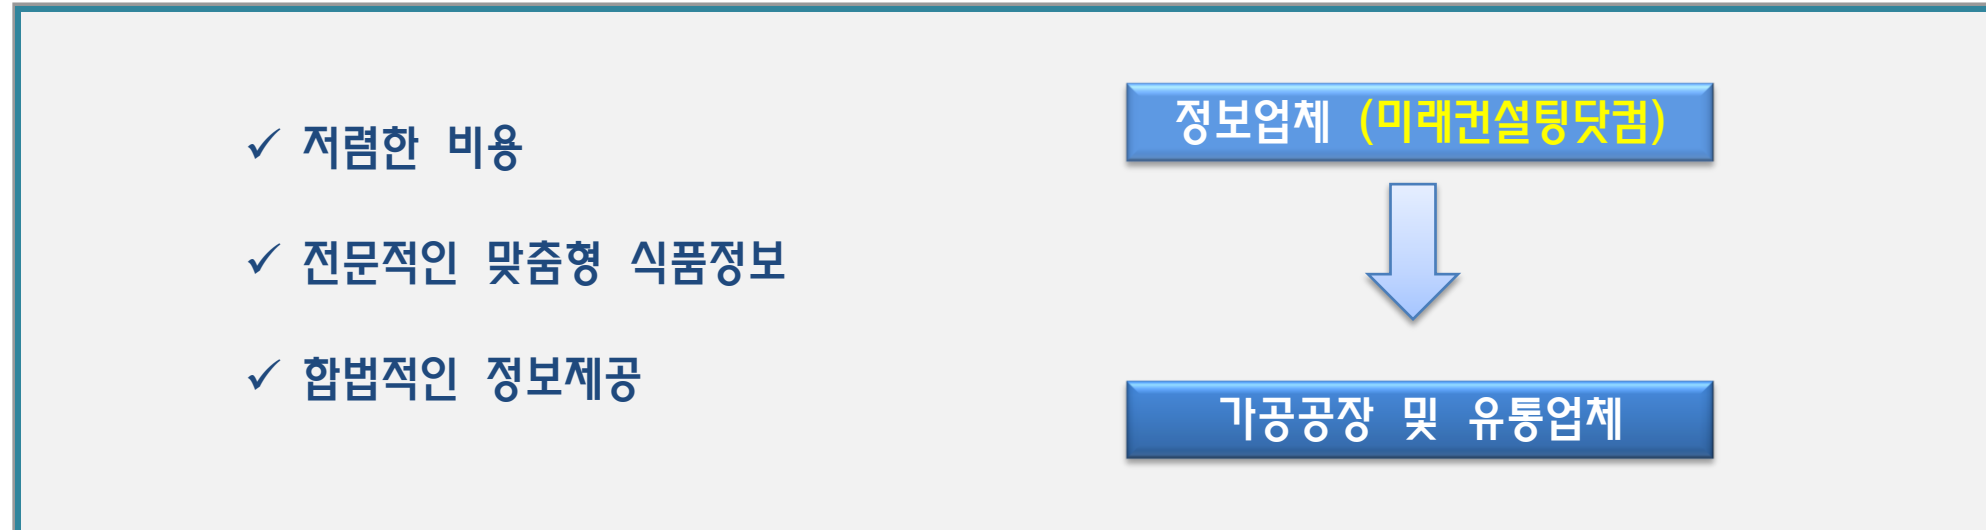 저렴한 비용
전문적인 맞춤형 식품정보
합법적인 정보제공
정보업체 (미래컨설팅닷컴)
가공공장 및 유통업체